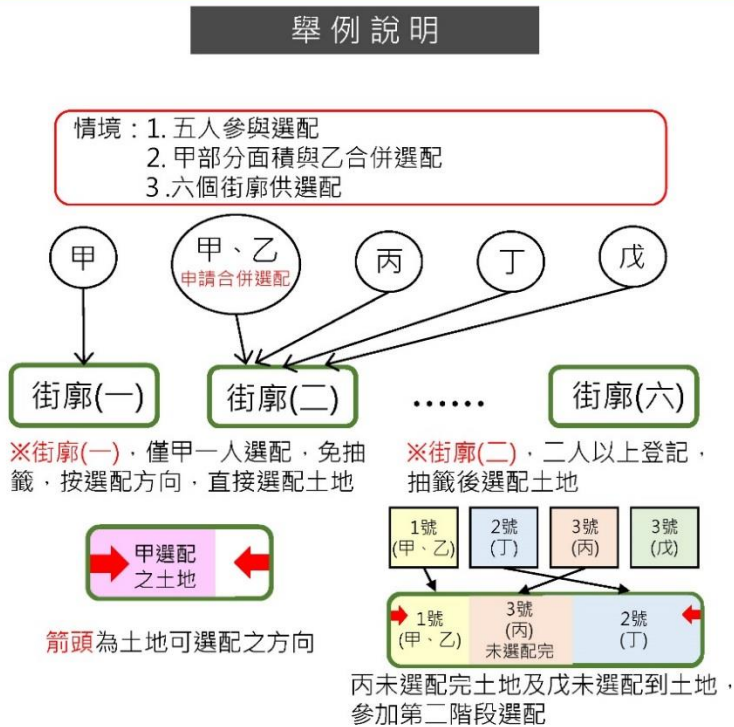 舉例說明
情境：1. 五人參與選配
2. 甲部分面積與乙合併選配
3 .六個街廓供選配
甲
甲、乙
申請合併選配
丙
丁
戊
街廓(一)
街廓(二)
......
街廓(六)
※街廓(一)，僅甲一人選配，免抽
籤，按選配方向，直接選配土地
※街廓(二)，二人以上登記，
抽籤後選配土地
甲選配
之土地
箭頭為土地可選配之方向
1號
(甲、乙)
2號
(丁)
3號
(丙)
3號
(戊)
1號
(甲、乙)
3號
(丙)
未選配完
2號
(丁)
丙未選配完土地及戊未選配到土地，
參加第二階段選配